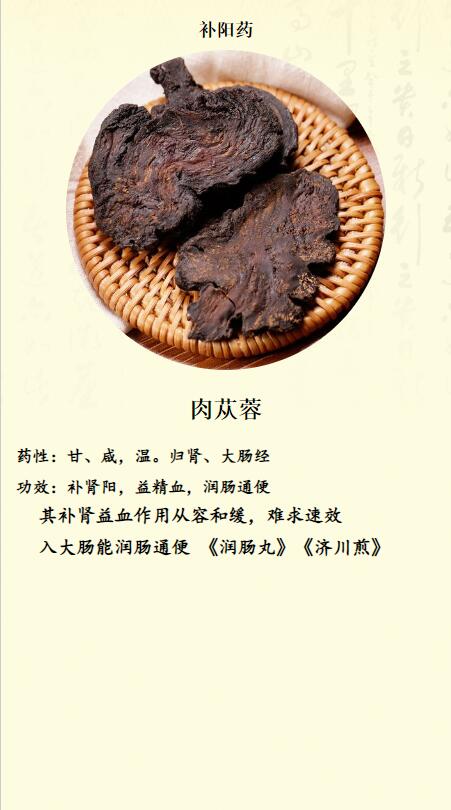 补阳药
肉苁蓉
药性：甘、咸，温。归肾、大肠经
功效：补肾阳，益精血，润肠通便
其补肾益血作用从容和缓，难求速效
入大肠能润肠通便 《润肠丸》《济川煎》